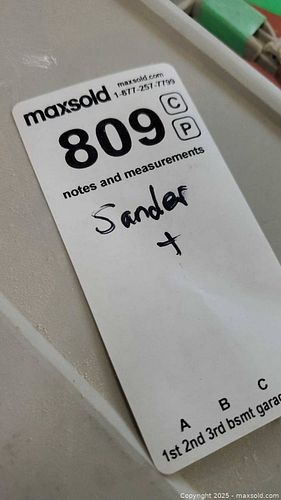 maxsold
maxsold.com
1-877-257-7799
809
C
P
notes and measurements
Sander
+
A B C
1st 2nd 3rd bsmt gara
Copyright 2025 - maxsold.com